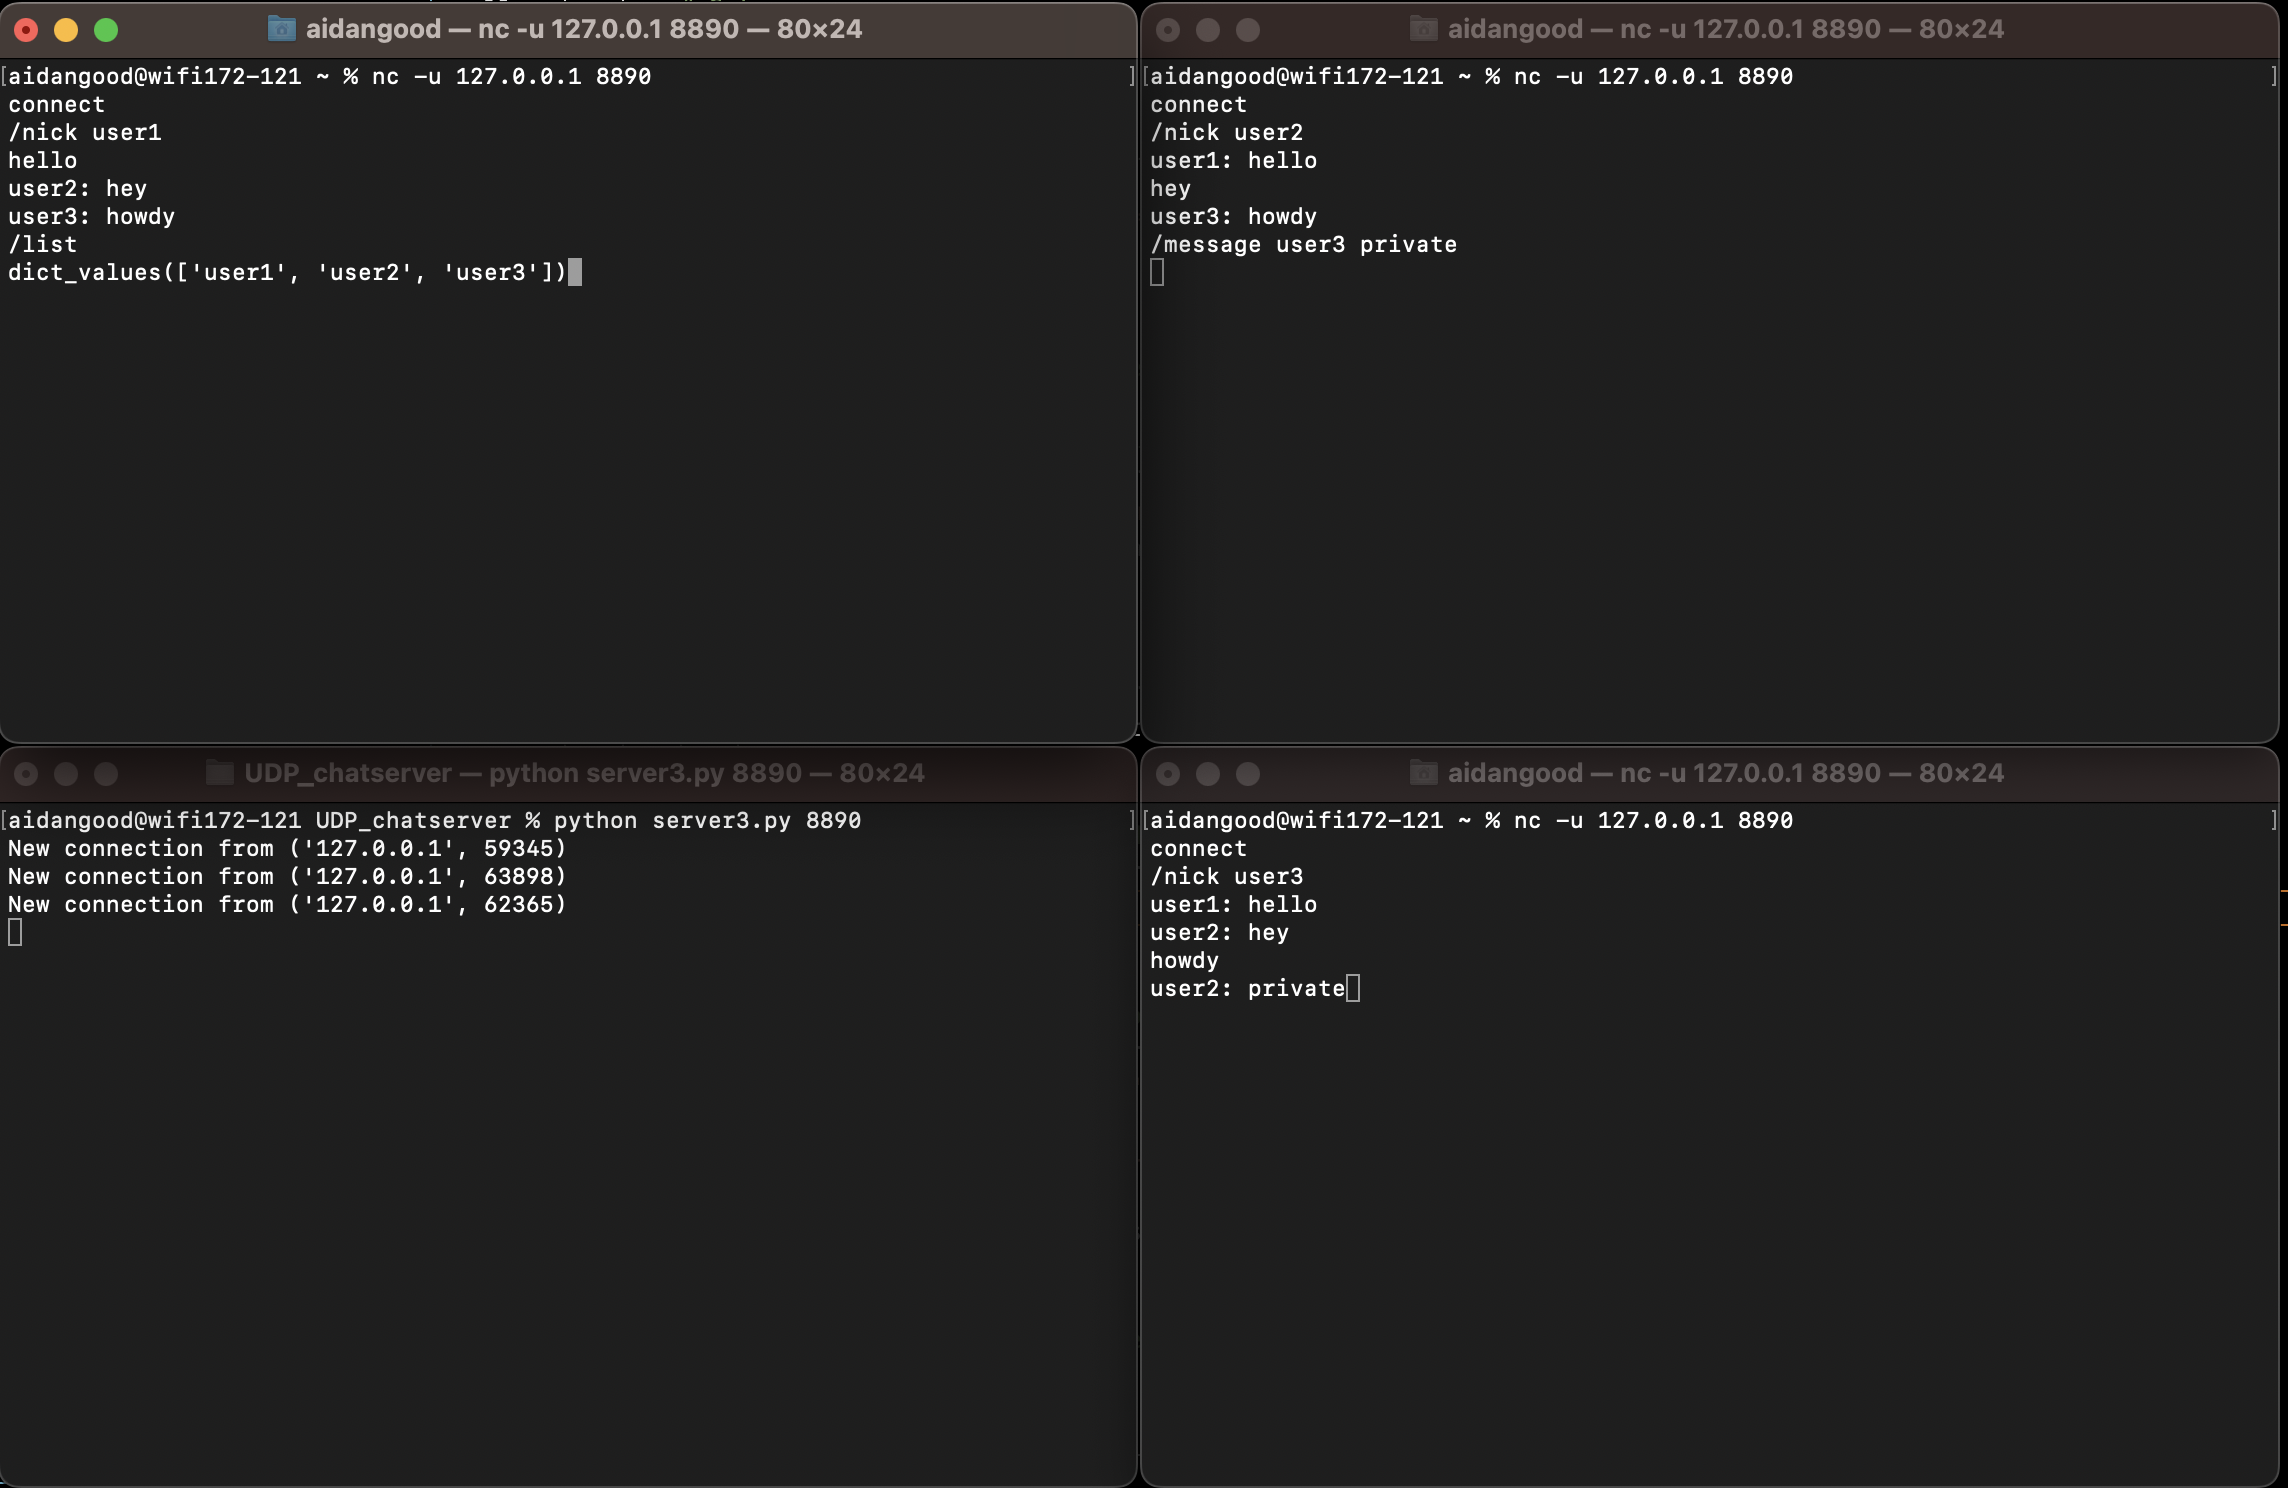 aidangood — nc -u 127.0.0.1 8890 — 80×24
[aidangood@wifi172-121 ~ % nc -u 127.0.0.1 8890 ]
connect
/nick user1
hello
user2: hey
user3: howdy
/list
dict_values(['user1', 'user2', 'user3'])
aidangood — nc -u 127.0.0.1 8890 — 80×24
[aidangood@wifi172-121 ~ % nc -u 127.0.0.1 8890 ]
connect
/nick user2
user1: hello
hey
user3: howdy
/message user3 private
UDP_chatserver — python server3.py 8890 — 80×24
[aidangood@wifi172-121 UDP_chatserver % python server3.py 8890 ]
New connection from ('127.0.0.1', 59345)
New connection from ('127.0.0.1', 63898)
New connection from ('127.0.0.1', 62365)
aidangood — nc -u 127.0.0.1 8890 — 80×24
[aidangood@wifi172-121 ~ % nc -u 127.0.0.1 8890 ]
connect
/nick user3
user1: hello
user2: hey
howdy
user2: private